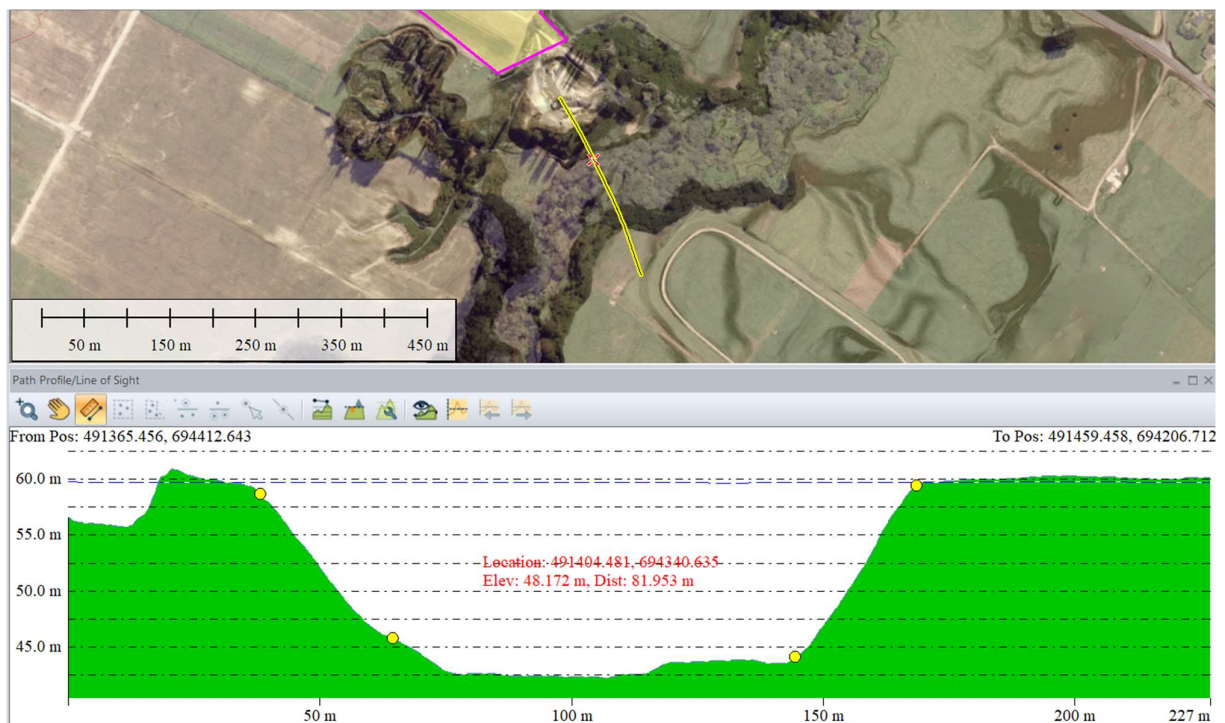 50 m 150 m 250 m 350 m 450 m
Path Profile/Line of Sight
From Pos: 491365.456, 694412.643 To Pos: 491459.458, 694206.712
60.0 m
55.0 m
Location: 491404.481, 694340.635
Elev: 48.172 m, Dist: 81.953 m
50.0 m
45.0 m
50 m 100 m 150 m 200 m 227 m